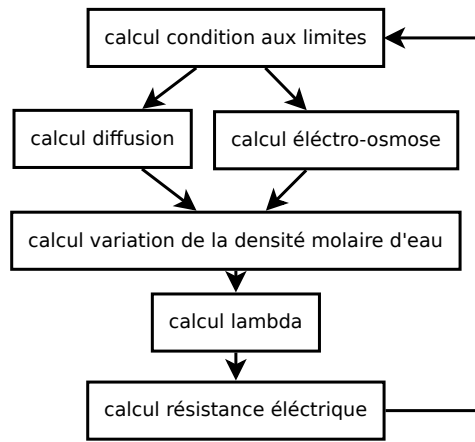 calcul condition aux limites
calcul diffusion
calcul éléctro-osmose
calcul variation de la densité molaire d'eau
calcul lambda
calcul résistance éléctrique